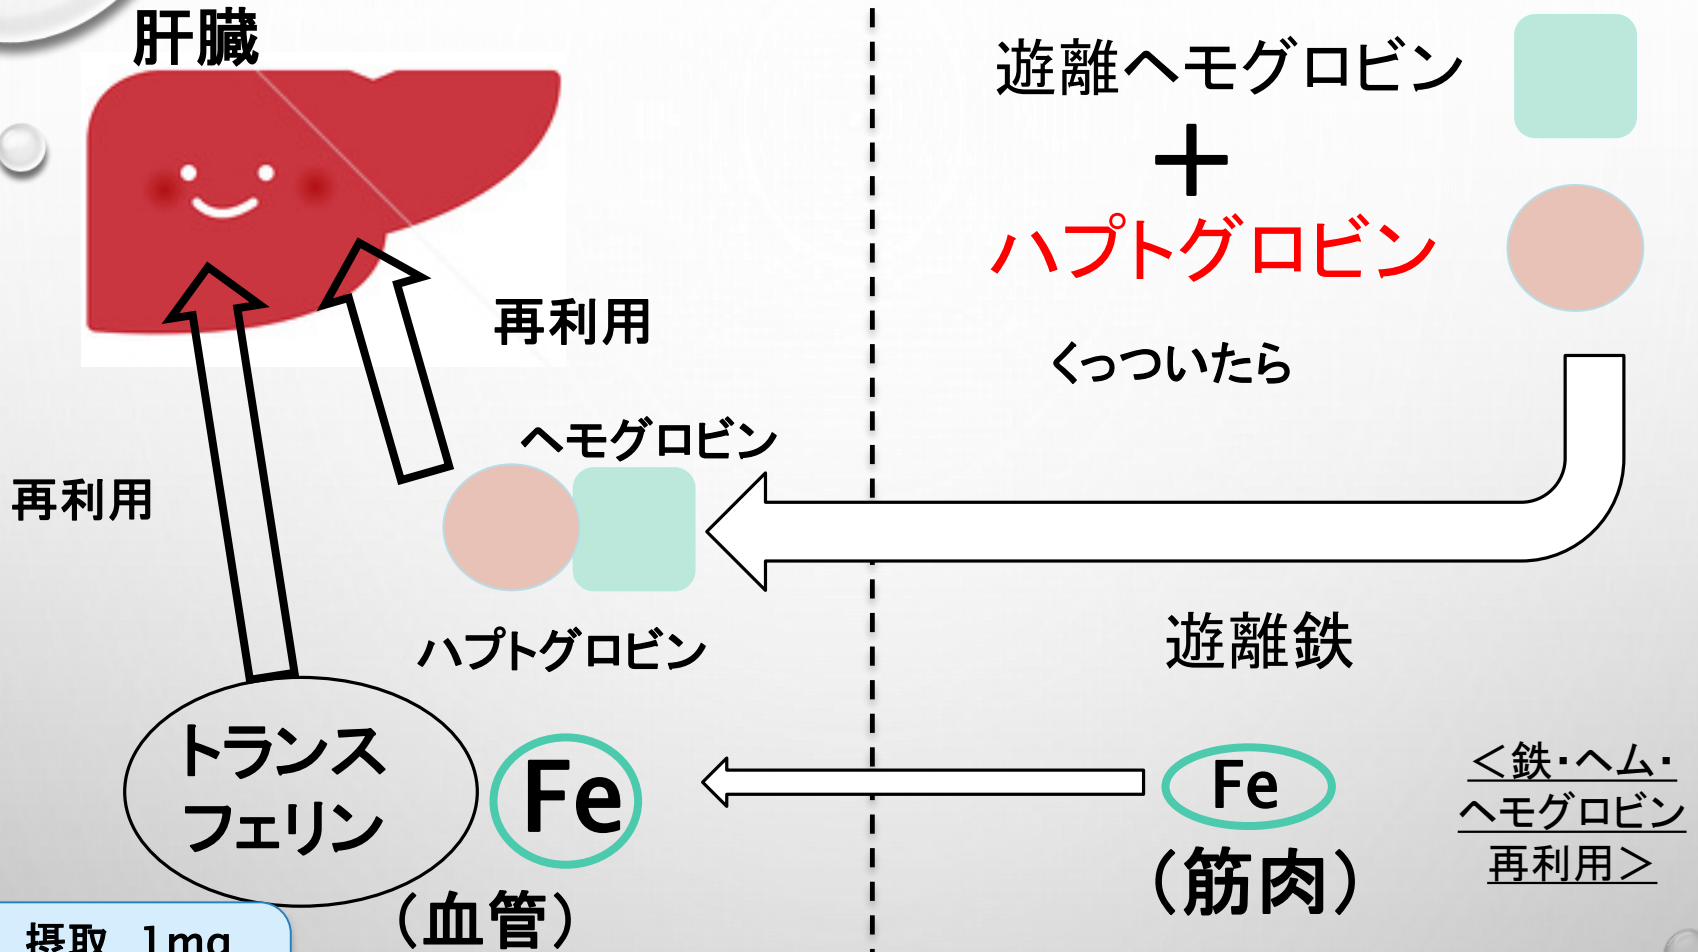 肝臓
遊離ヘモグロビン
＋
ハプトグロビン
くっついたら
再利用
ヘモグロビン
再利用
ハプトグロビン
遊離鉄
トランス
フェリン
Fe
Fe
（筋肉）
（血管）
＜鉄・ヘム・
ヘモグロビン
再利用＞
摂取　1mg